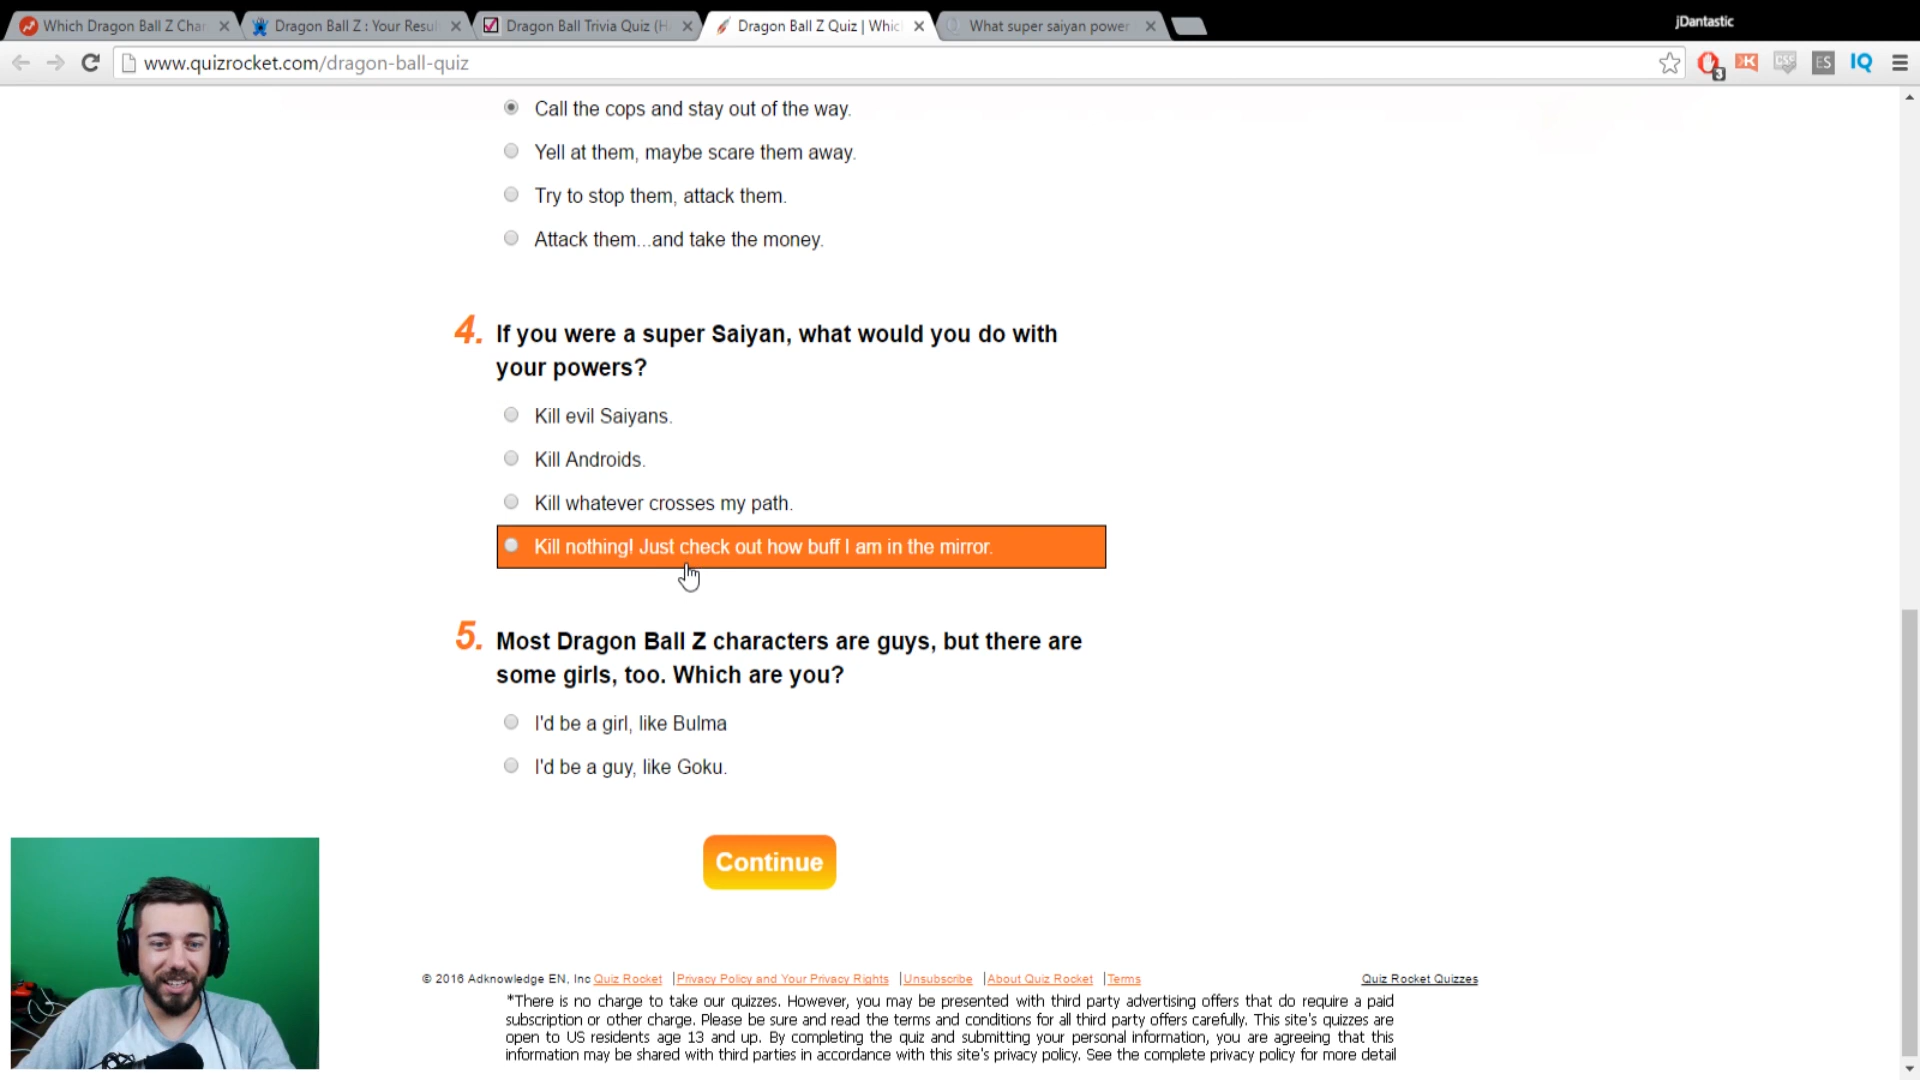 Which Dragon Ball Z Char
Dragon Ball Z : Your Resul
Dragon Ball Trivia Quiz (H
Dragon Ball Z Quiz | Whic
What super saiyan power
jDantastic
www.quizrocket.com/dragon-ball-quiz
3
K
CSC
ES
IQ
Call the cops and stay out of the way.
Yell at them, maybe scare them away.
Try to stop them, attack them.
Attack them...and take the money.
4. If you were a super Saiyan, what would you do with
your powers?
Kill evil Saiyans.
Kill Androids.
Kill whatever crosses my path.
Kill nothing! Just check out how buff I am in the mirror.
5. Most Dragon Ball Z characters are guys, but there are
some girls, too. Which are you?
I'd be a girl, like Bulma
I'd be a guy, like Goku.
Continue
© 2016 Adknowledge EN, Inc Quiz Rocket |Privacy Policy and Your Privacy Rights |Unsubscribe |About Quiz Rocket |Terms
Quiz Rocket Quizzes
*There is no charge to take our quizzes. However, you may be presented with third party advertising offers that do require a paid
subscription or other charge. Please be sure and read the terms and conditions for all third party offers carefully. This site's quizzes are
open to US residents age 13 and up. By completing the quiz and submitting your personal information, you are agreeing that this
information may be shared with third parties in accordance with this site's privacy policy. See the complete privacy policy for more detail